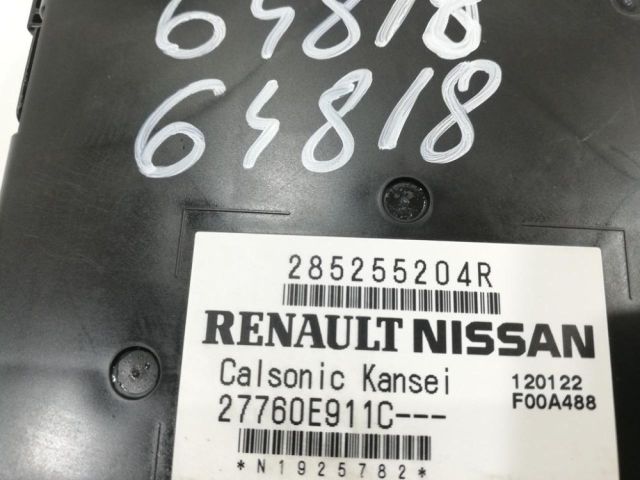 64818
64818
285255204R
RENAULT NISSAN
Calsonic Kansei
120122
27760E911C---
F00A488
*N1925782*